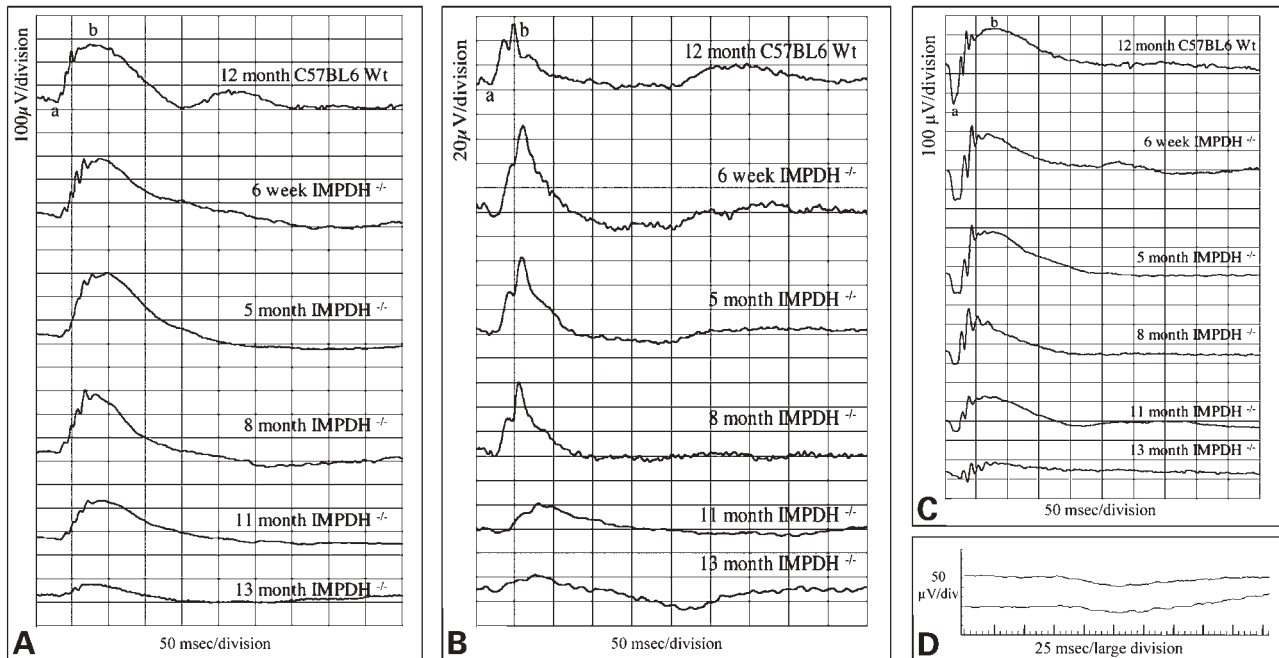 100µ V/division
b
a
12 month C57BL6 Wt
6 week IMPDH -/-
5 month IMPDH -/-
8 month IMPDH -/-
11 month IMPDH -/-
13 month IMPDH -/-
A
50 msec/division
20µ V/division
b
a
12 month C57BL6 Wt
6 week IMPDH -/-
5 month IMPDH -/-
8 month IMPDH -/-
11 month IMPDH -/-
13 month IMPDH -/-
B
50 msec/division
100 µV/division
b
a
12 month C57BL6 Wt
6 week IMPDH -/-
5 month IMPDH -/-
8 month IMPDH -/-
11 month IMPDH -/-
13 month IMPDH -/-
C
50 msec/division
50
µV/div
D
25 msec/large division